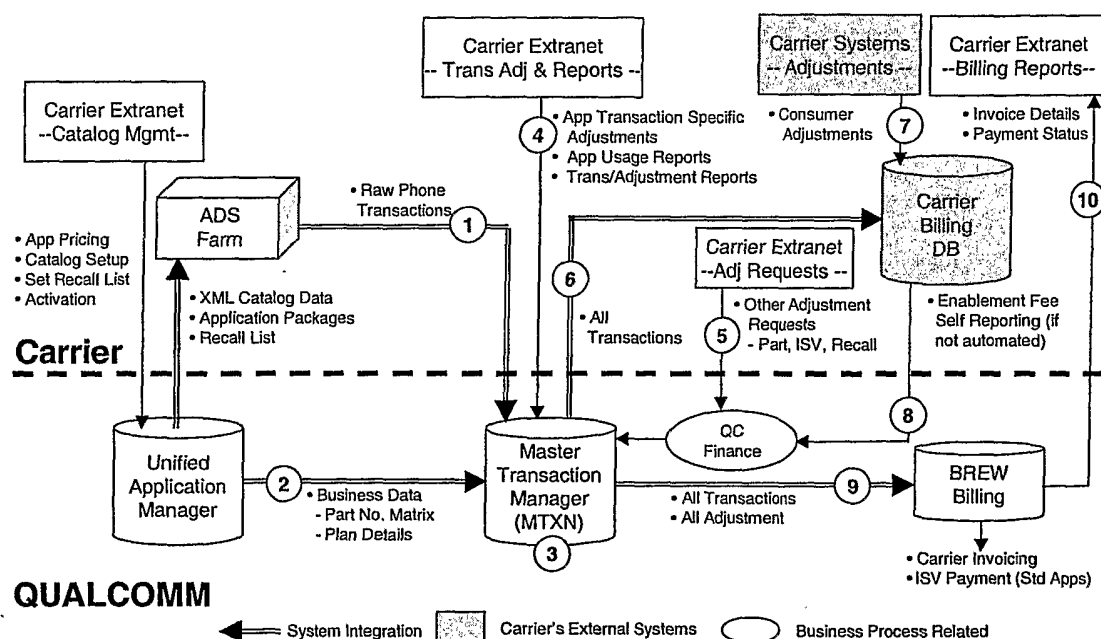 Carrier Extranet
--Catalog Mgmt--
Carrier Extranet
-- Trans Adj & Reports --
Carrier Systems
-- Adjustments --
Carrier Extranet
--Billing Reports--
4
• App Transaction Specific
Adjustments
• App Usage Reports
• Trans/Adjustment Reports
• Consumer
Adjustments
7
• Invoice Details
• Payment Status
• Raw Phone
Transactions
1
ADS
Farm
• App Pricing
• Catalog Setup
• Set Recall List
• Activation
• XML Catalog Data
• Application Packages
• Recall List
6
• All
Transactions
Carrier Extranet
--Adj Requests --
Carrier
Billing
DB
10
5
• Other Adjustment
Requests
- Part, ISV, Recall
• Enablement Fee
Self Reporting (if
not automated)
Carrier
8
Unified
Application
Manager
2
• Business Data
- Part No. Matrix
- Plan Details
Master
Transaction
Manager
(MTXN)
3
QC
Finance
9
• All Transactions
• All Adjustment
BREW
Billing
• Carrier Invoicing
• ISV Payment (Std Apps)
QUALCOMM
System Integration
Carrier's External Systems
Business Process Related